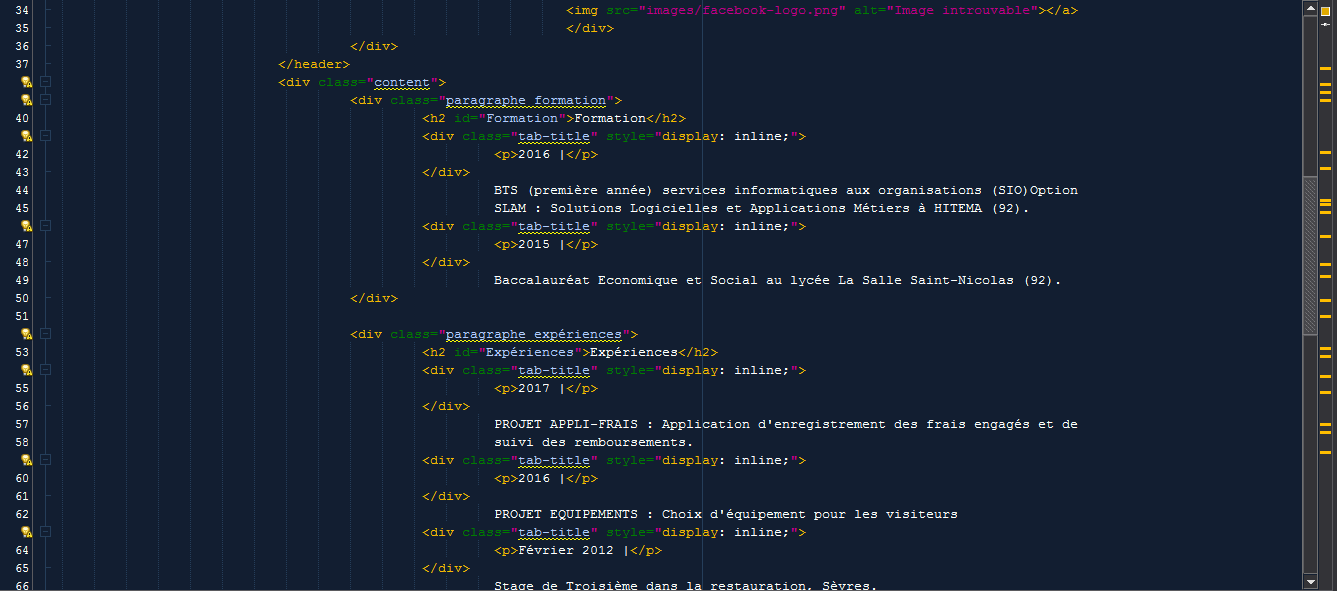 34 <img src="images/facebook-logo.png" alt="Image introuvable"></a>
35 </div>
36 </div>
37 </header>
<div class="content">
<div class="paragraphe formation">
40 <h2 id="Formation">Formation</h2>
<div class="tab-title" style="display: inline;">
42 <p>2016 |</p>
43 </div>
44 BTS (première année) services informatiques aux organisations (SIO)Option
45 SLAM : Solutions Logicielles et Applications Métiers à HITEMA (92).
<div class="tab-title" style="display: inline;">
47 <p>2015 |</p>
48 </div>
49 Baccalauréat Economique et Social au lycée La Salle Saint-Nicolas (92).
50 </div>
51
<div class="paragraphe expériences">
53 <h2 id="Expériences">Expériences</h2>
<div class="tab-title" style="display: inline;">
55 <p>2017 |</p>
56 </div>
57 PROJET APPLI-FRAIS : Application d'enregistrement des frais engagés et de
58 suivi des remboursements.
<div class="tab-title" style="display: inline;">
60 <p>2016 |</p>
61 </div>
62 PROJET EQUIPEMENTS : Choix d'équipement pour les visiteurs
<div class="tab-title" style="display: inline;">
64 <p>Février 2012 |</p>
65 </div>
66 Stage de Troisième dans la restauration, Sèvres.